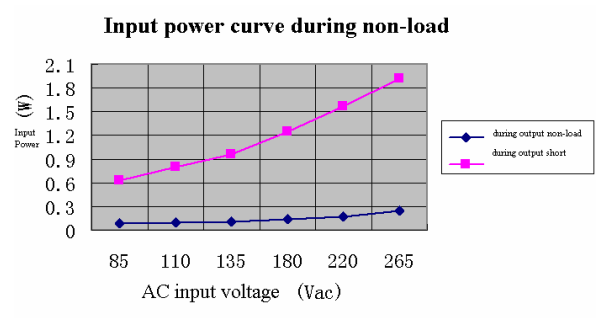 Input power curve during non-load
(W)
Input
Power
2.1
1.8
1.5
1.2
0.9
0.6
0.3
0
85 110 135 180 220 265
AC input voltage (Vac)
during output non-load
during output short